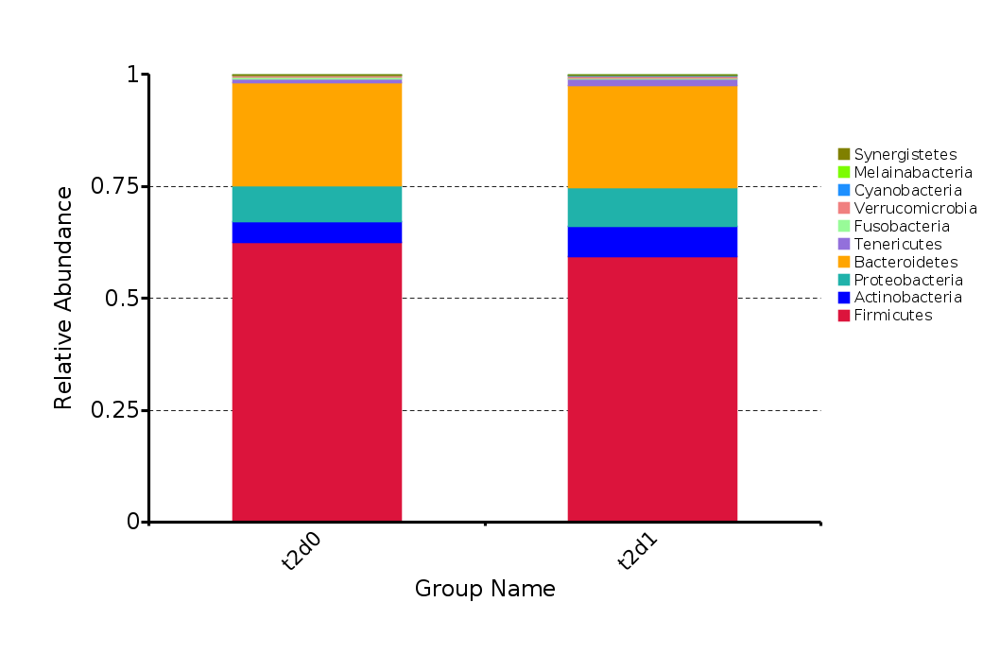 1
0.75
0.5
0.25
0
Relative Abundance
t2d0
t2d1
Group Name
Synergistetes
Melainabacteria
Cyanobacteria
Verrucomicrobia
Fusobacteria
Tenericutes
Bacteroidetes
Proteobacteria
Actinobacteria
Firmicutes